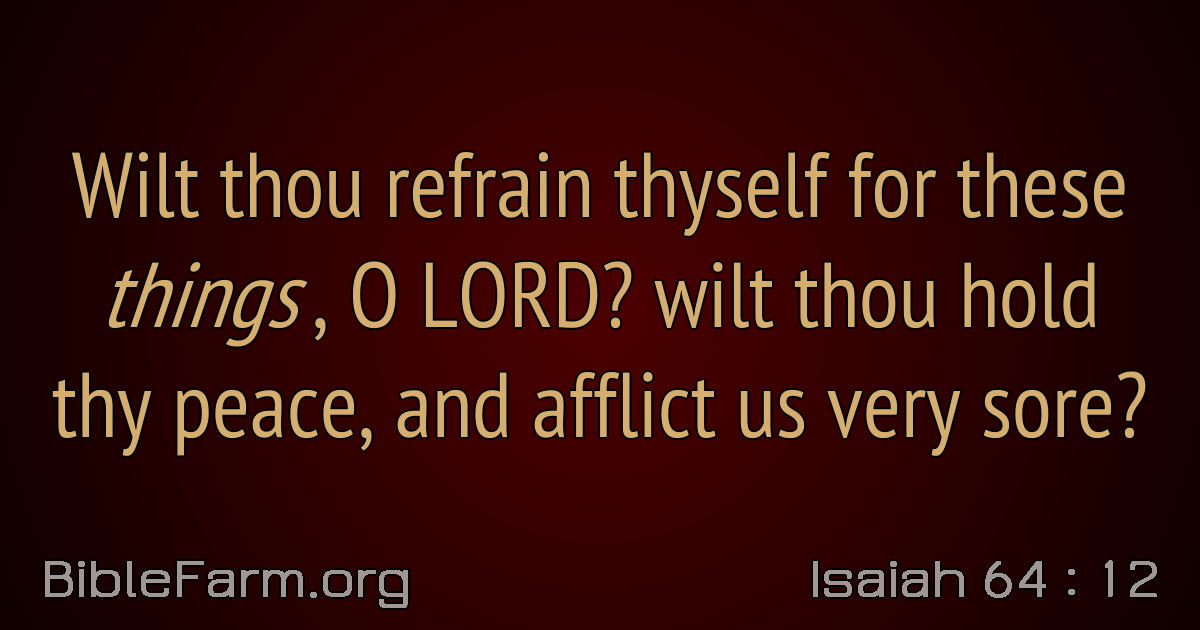 Wilt thou refrain thyself for these
things, O LORD? wilt thou hold
thy peace, and afflict us very sore?
BibleFarm.org
Isaiah 64 : 12